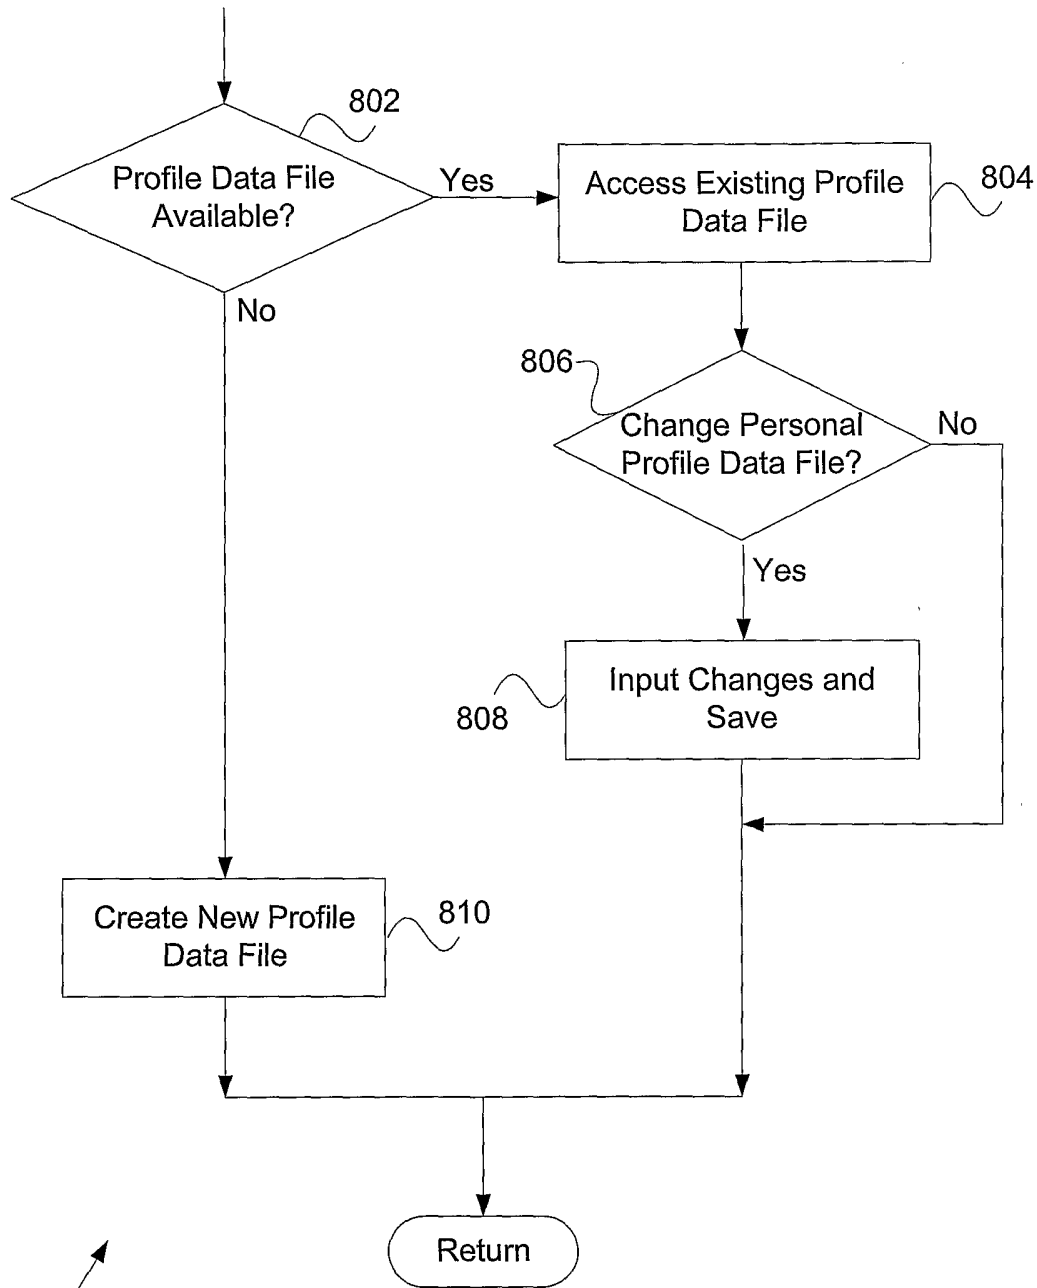 802
Profile Data File
Available?
Yes
Access Existing Profile
Data File
804
No
806
Change Personal
Profile Data File?
No
Yes
Input Changes and
Save
808
Create New Profile
Data File
810
Return